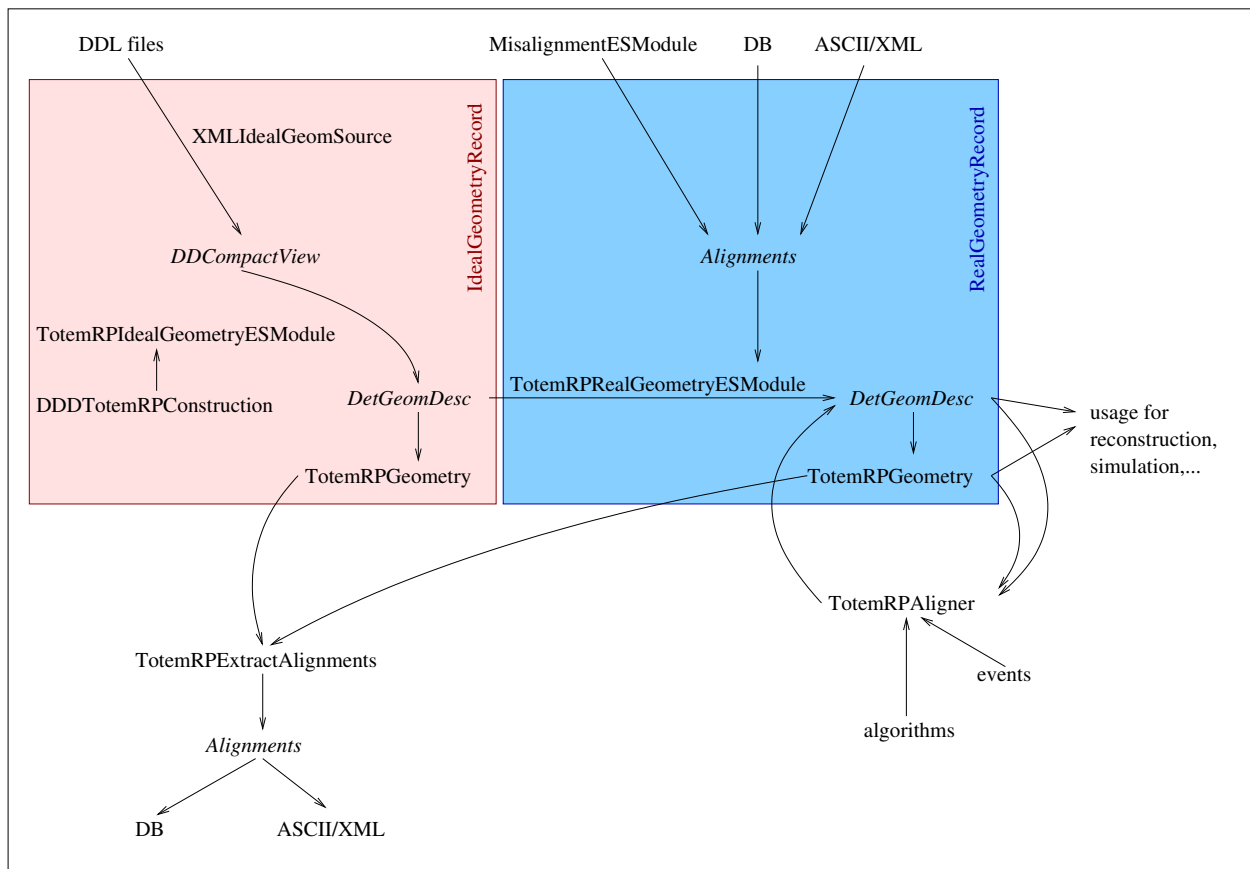 DDL files
MisalignmentESModule
DB
ASCII/XML
XMLIdealGeomSource
IdealGeometryRecord
RealGeometryRecord
DDCompactView
Alignments
TotemRPIdealGeometryESModule
DDDTotemRPConstruction
DetGeomDesc
TotemRPRealGeometryESModule
DetGeomDesc
usage for
reconstruction,
simulation,...
TotemRPGeometry
TotemRPGeometry
TotemRPAligner
TotemRPExtractAlignments
events
algorithms
Alignments
DB
ASCII/XML